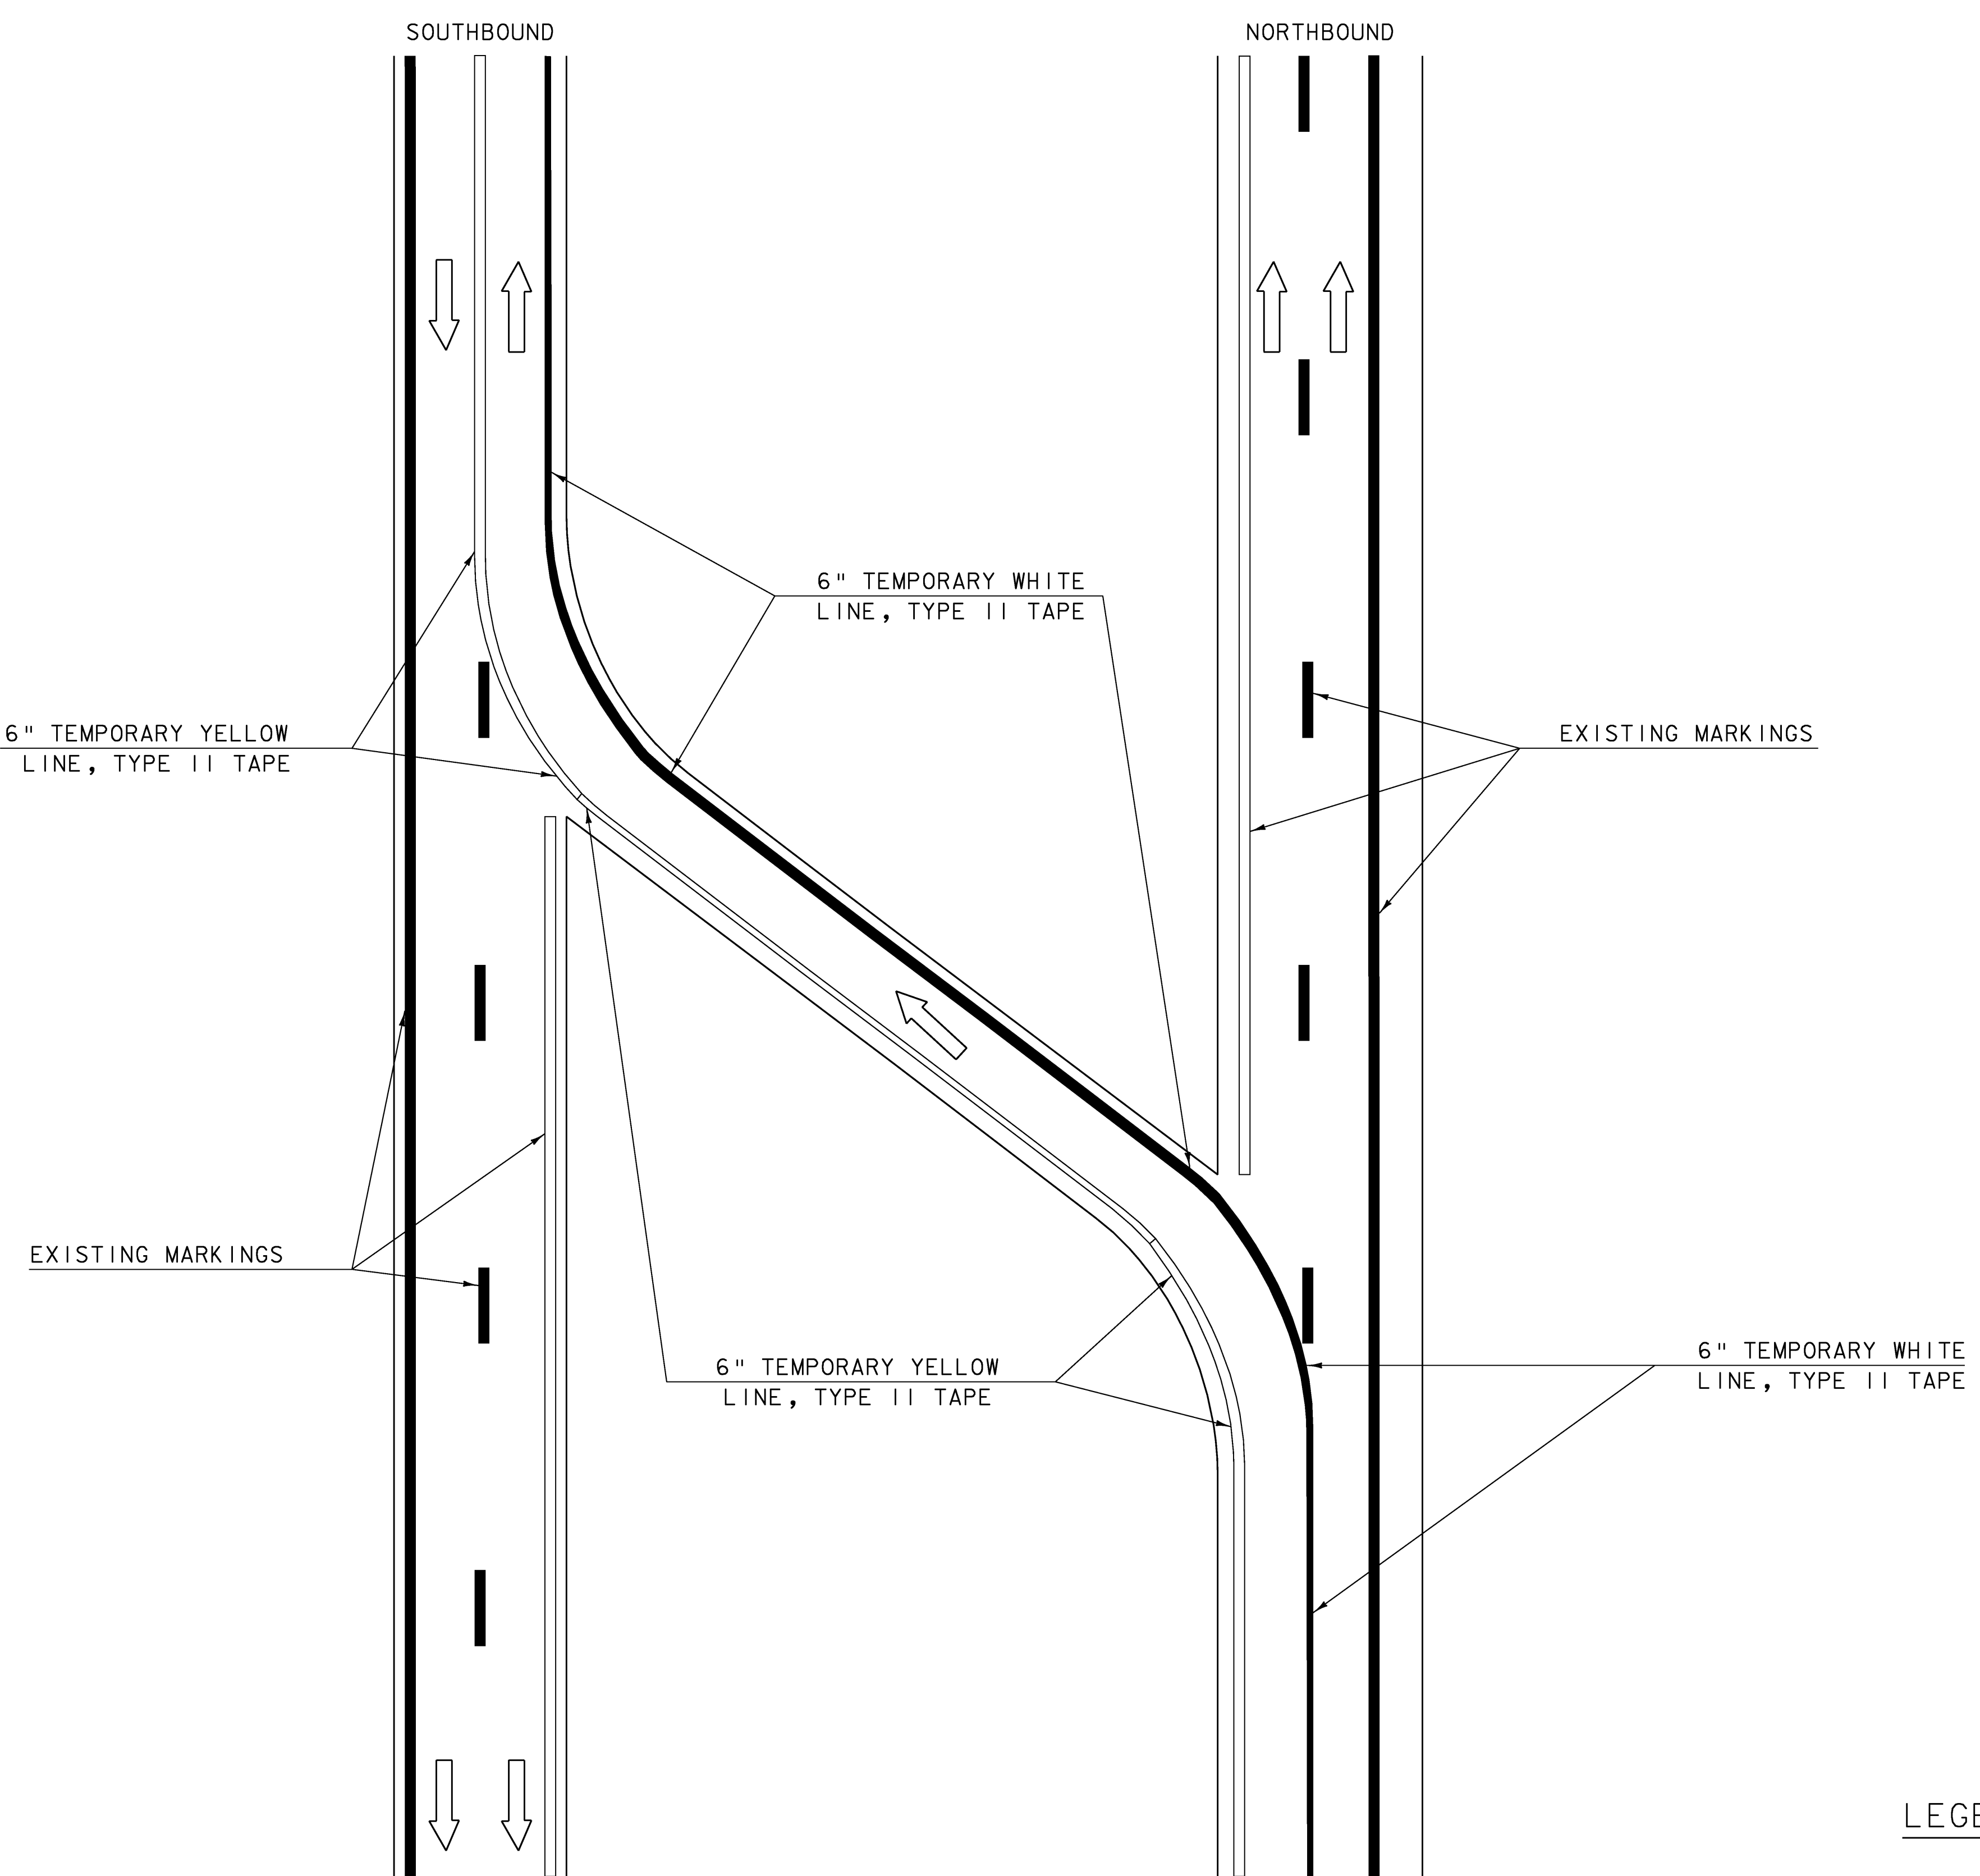 SOUTHBOUND
NORTHBOUND
6" TEMPORARY WHITE
LINE, TYPE II TAPE
6" TEMPORARY YELLOW
LINE, TYPE II TAPE
EXISTING MARKINGS
EXISTING MARKINGS
6" TEMPORARY YELLOW
LINE, TYPE II TAPE
6" TEMPORARY WHITE
LINE, TYPE II TAPE